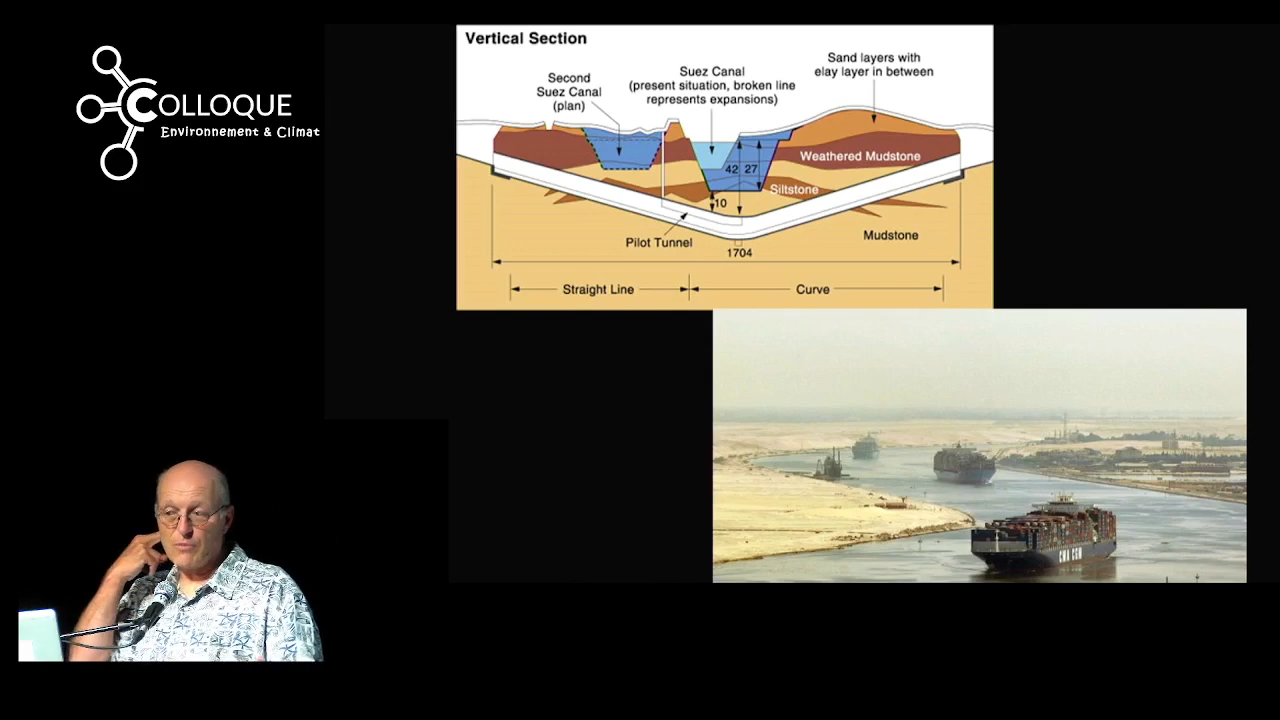 COLLOQUE
Environnement & Climat
Vertical Section
Second
Suez Canal
(plan)
Suez Canal
(present situation, broken line
represents expansions)
Sand layers with
elay layer in between
Weathered Mudstone
42
27
Siltstone
10
Pilot Tunnel
Mudstone
1704
Straight Line
Curve
CMA CGM